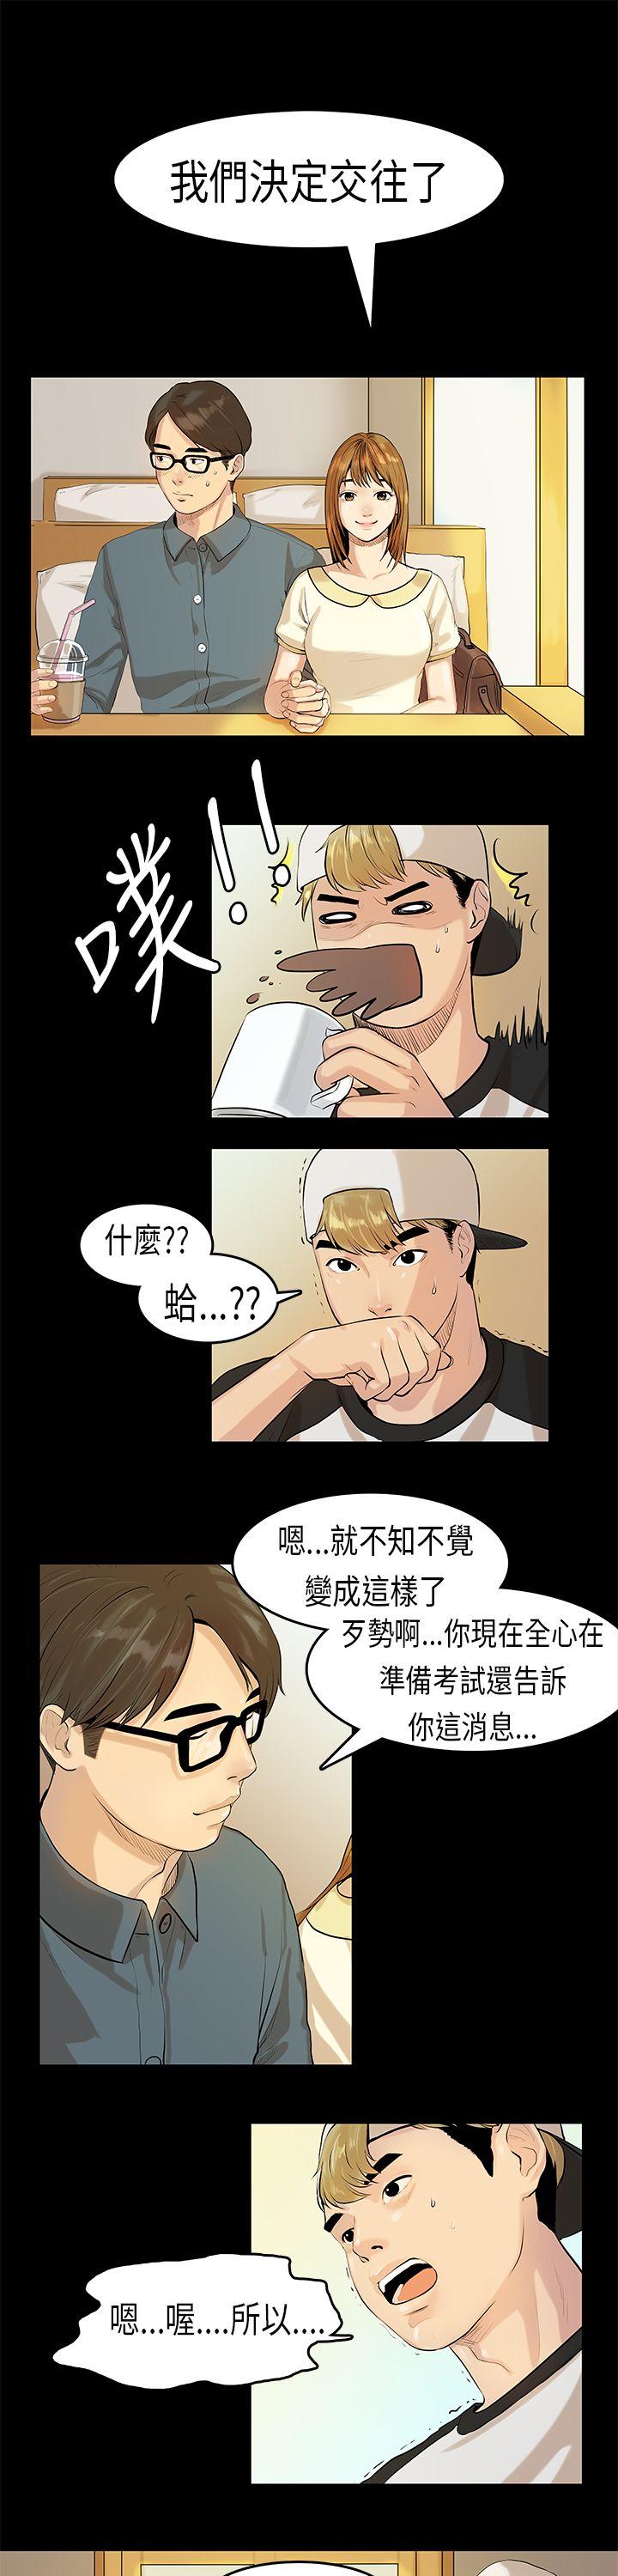 我們決定交往了
噗!!
什麼??
蛤...??
嗯...就不知不覺
變成這樣了
歹勢啊...你現在全心在
準備考試還告訴
你這消息...
嗯...喔....所以....